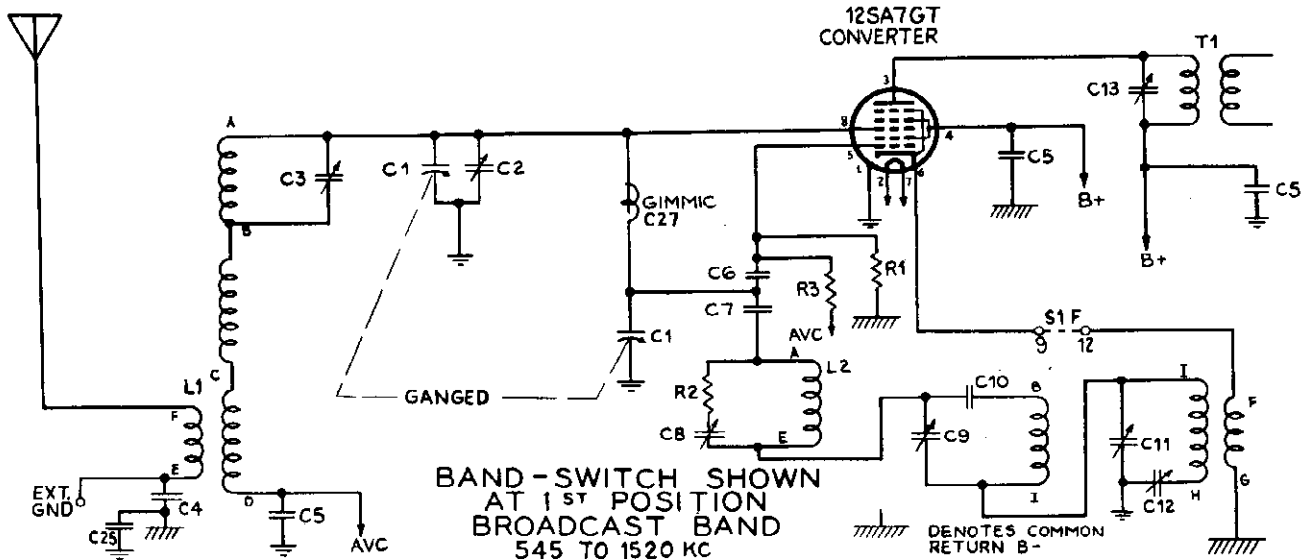 12SA7GT
CONVERTER
T1
3
C13
A
8
4
5
1
2
7
6
C3
C1
C2
C5
C5
B+
GIMMIC
C27
B
B+
C6
R3
R1
C7
C1
AVC
S1F
9
12
A
L2
C
L1
GANGED
R2
C10
B
I
F
F
C8
E
C9
C11
E
D
I
H
G
C12
EXT.
GND
C4
C25
C5
AVC
BAND-SWITCH SHOWN
AT 1ST POSITION
BROADCAST BAND
545 TO 1520 KC
DENOTES COMMON
RETURN B-